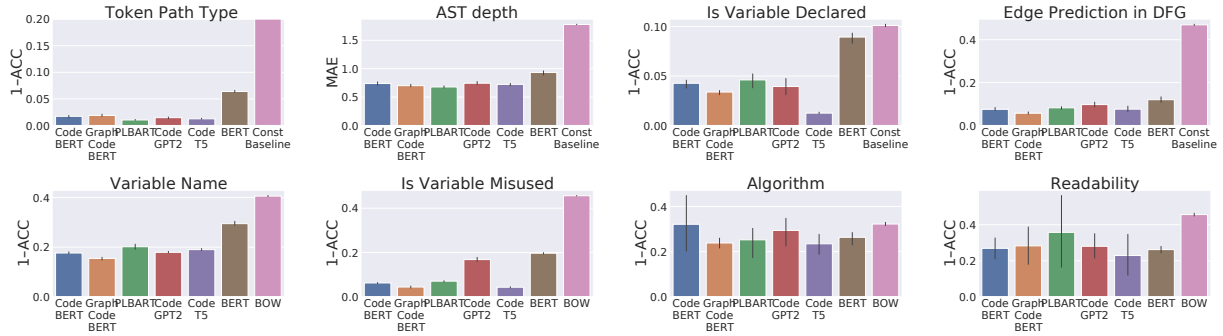 Token Path Type
1–ACC
0.20
0.15
0.10
0.05
0.00
Code Graph PLBART Code Code BERT Const
BERT Code GPT2 T5 Baseline
BERT
AST depth
MAE
1.5
1.0
0.5
0.0
Code Graph PLBART Code Code BERT Const
BERT Code GPT2 T5 Baseline
BERT
Is Variable Declared
1–ACC
0.10
0.05
0.00
Code Graph PLBART Code Code BERT Const
BERT Code GPT2 T5 Baseline
BERT
Edge Prediction in DFG
1–ACC
0.4
0.2
0.0
Code Graph PLBART Code Code BERT Const
BERT Code GPT2 T5 Baseline
BERT
Variable Name
1–ACC
0.4
0.2
0.0
Code Graph PLBART Code Code BERT BOW
BERT Code GPT2 T5
BERT
Is Variable Misused
1–ACC
0.4
0.2
0.0
Code Graph PLBART Code Code BERT BOW
BERT Code GPT2 T5
BERT
Algorithm
1–ACC
0.4
0.2
0.0
Code Graph PLBART Code Code BERT BOW
BERT Code GPT2 T5
BERT
Readability
1–ACC
0.4
0.2
0.0
Code Graph PLBART Code Code BERT BOW
BERT Code GPT2 T5
BERT